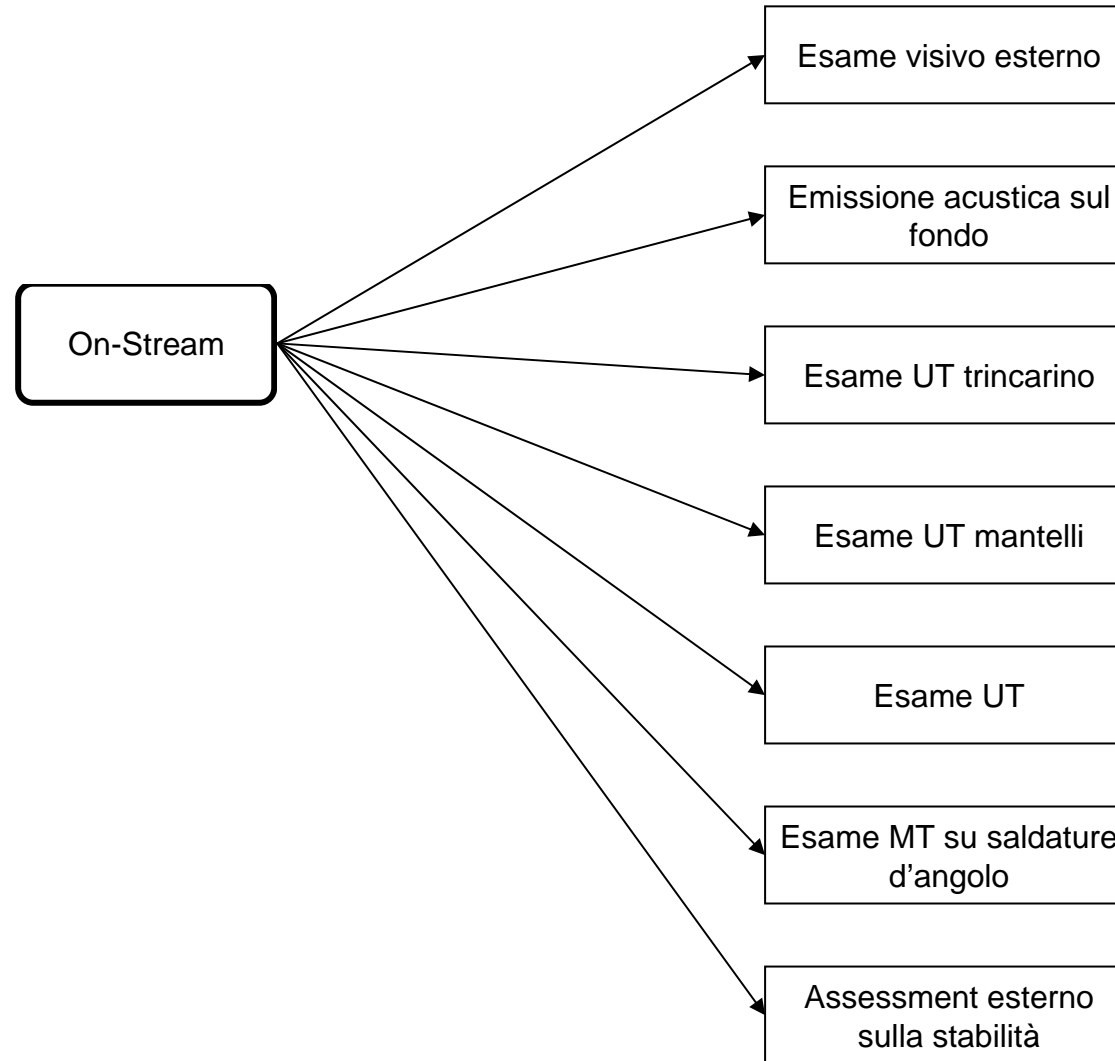 On-Stream
Esame visivo esterno
Emissione acustica sul
fondo
Esame UT trincarino
Esame UT mantelli
Esame UT
Esame MT su saldature
d’angolo
Assessment esterno
sulla stabilità